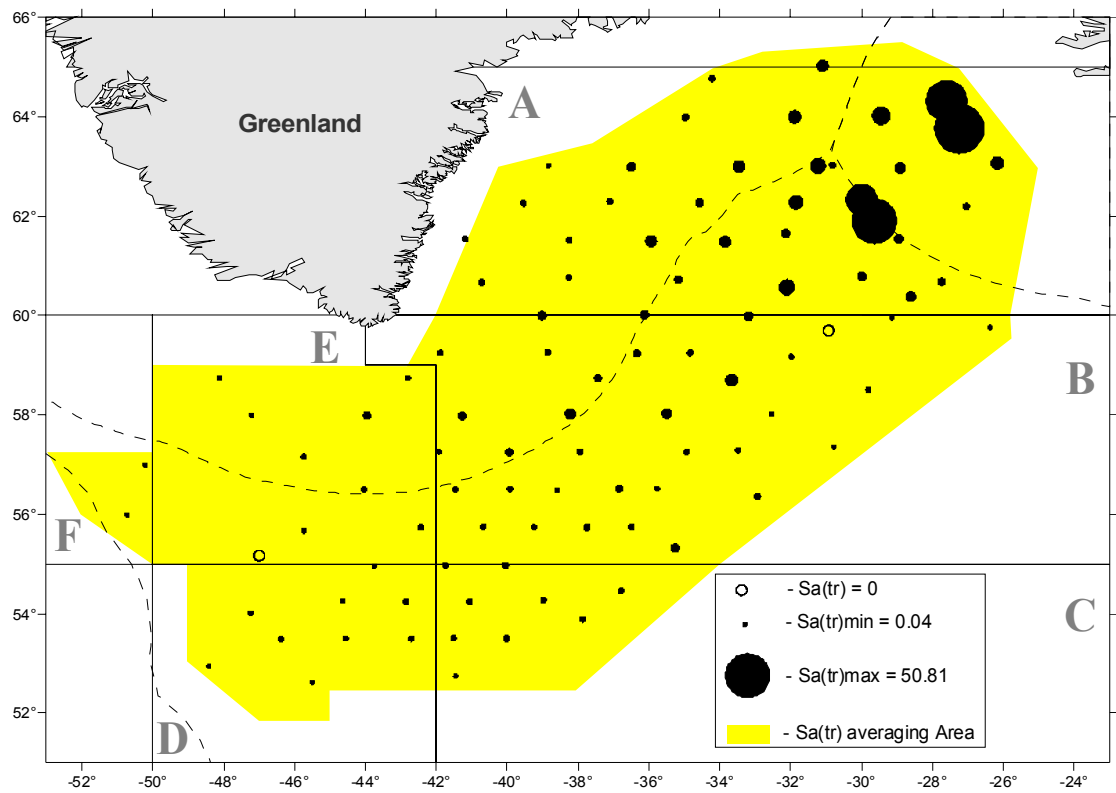 66°
64°
62°
60°
58°
56°
54°
52°
Greenland
A
E
B
F
C
D
- Sa(tr) = 0
- Sa(tr)min = 0.04
- Sa(tr)max = 50.81
- Sa(tr) averaging Area
-52° -50° -48° -46° -44° -42° -40° -38° -36° -34° -32° -30° -28° -26° -24°